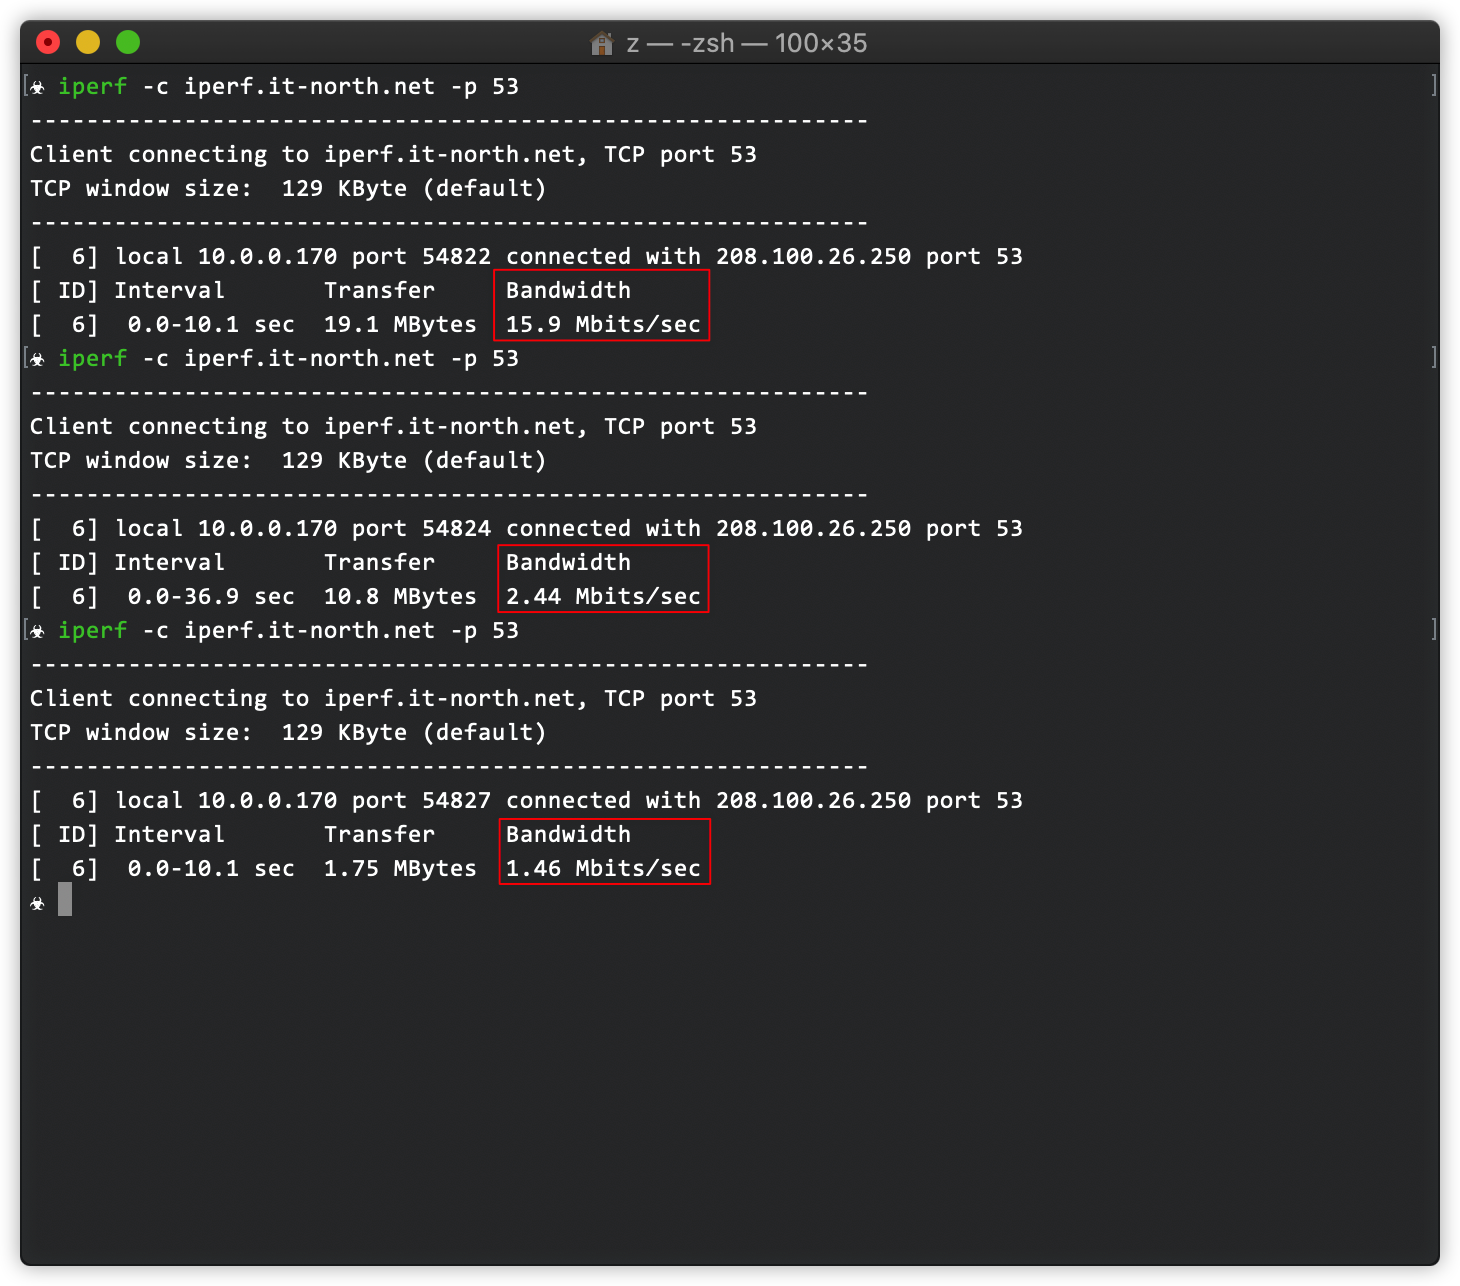 z — -zsh — 100×35
[☣ iperf -c iperf.it-north.net -p 53 ]
------------------------------------------------------------
Client connecting to iperf.it-north.net, TCP port 53
TCP window size:  129 KByte (default)
------------------------------------------------------------
[  6] local 10.0.0.170 port 54822 connected with 208.100.26.250 port 53
[ ID] Interval       Transfer     Bandwidth
[  6]  0.0-10.1 sec  19.1 MBytes  15.9 Mbits/sec
[☣ iperf -c iperf.it-north.net -p 53 ]
------------------------------------------------------------
Client connecting to iperf.it-north.net, TCP port 53
TCP window size:  129 KByte (default)
------------------------------------------------------------
[  6] local 10.0.0.170 port 54824 connected with 208.100.26.250 port 53
[ ID] Interval       Transfer     Bandwidth
[  6]  0.0-36.9 sec  10.8 MBytes  2.44 Mbits/sec
[☣ iperf -c iperf.it-north.net -p 53 ]
------------------------------------------------------------
Client connecting to iperf.it-north.net, TCP port 53
TCP window size:  129 KByte (default)
------------------------------------------------------------
[  6] local 10.0.0.170 port 54827 connected with 208.100.26.250 port 53
[ ID] Interval       Transfer     Bandwidth
[  6]  0.0-10.1 sec  1.75 MBytes  1.46 Mbits/sec
☣